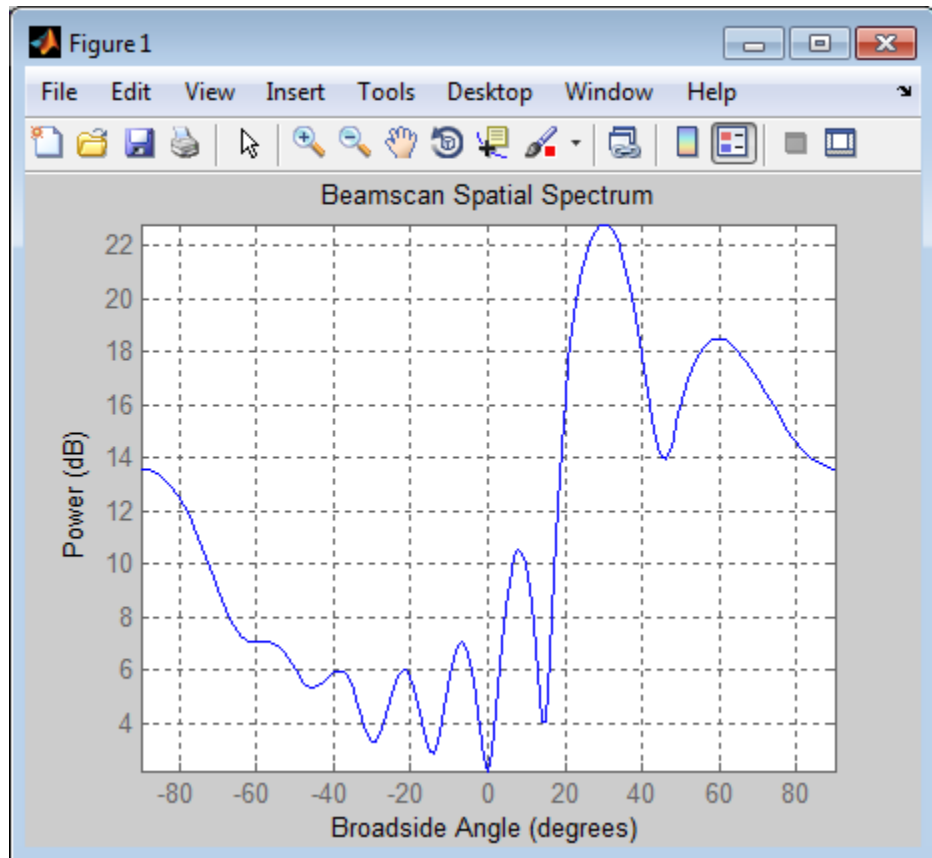 Figure 1
File Edit View Insert Tools Desktop Window Help
Beamscan Spatial Spectrum
22
20
18
16
14
12
10
8
6
4
Power (dB)
-80 -60 -40 -20 0 20 40 60 80
Broadside Angle (degrees)